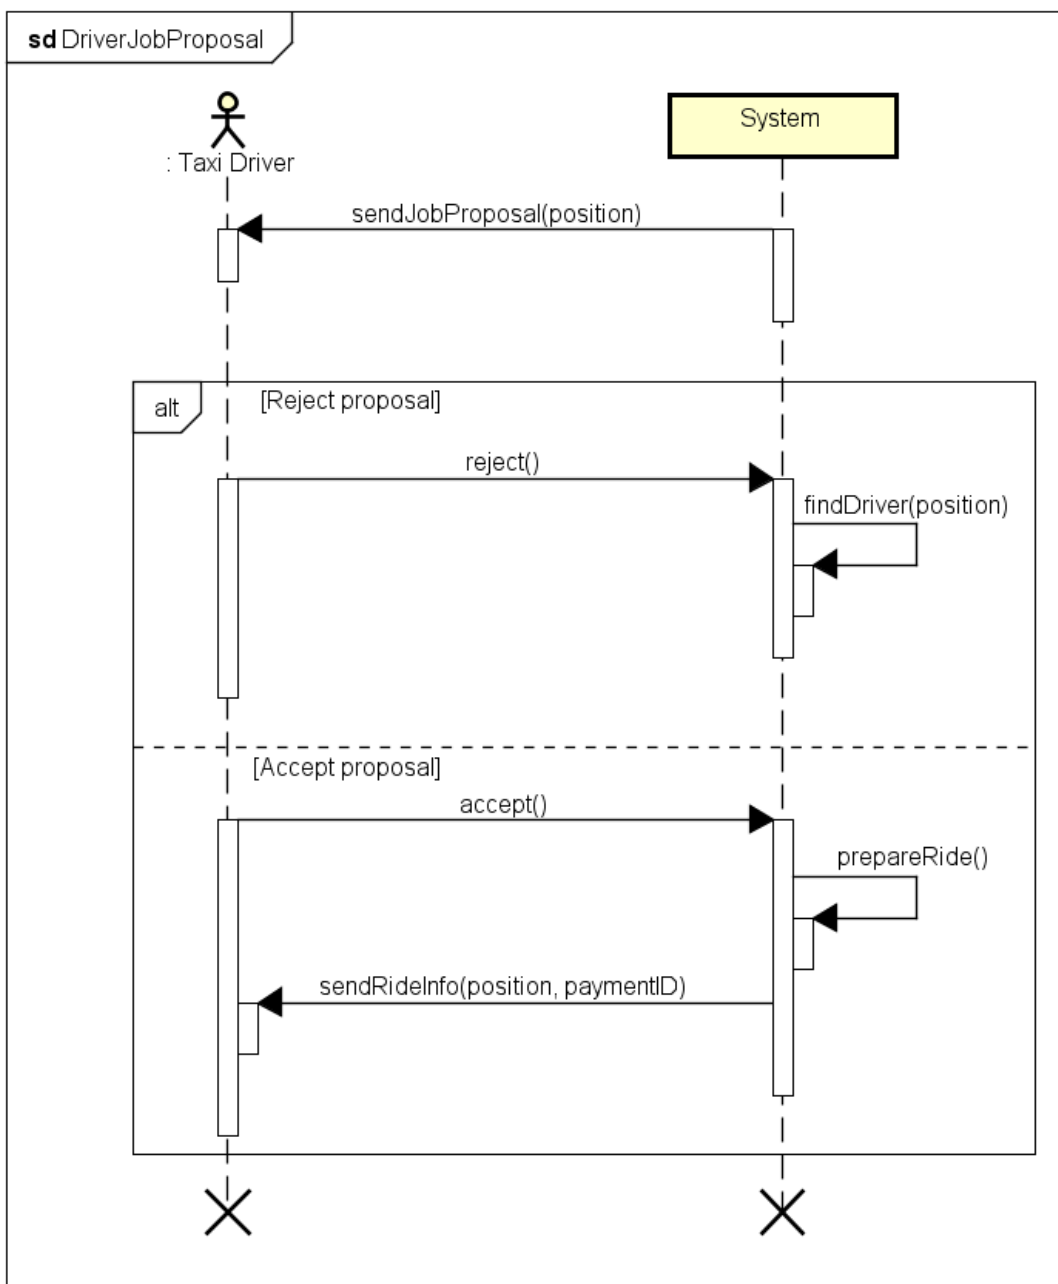 sd DriverJobProposal
System
: Taxi Driver
sendJobProposal(position)
alt
[Reject proposal]
reject()
findDriver(position)
[Accept proposal]
accept()
prepareRide()
sendRideInfo(position, paymentID)